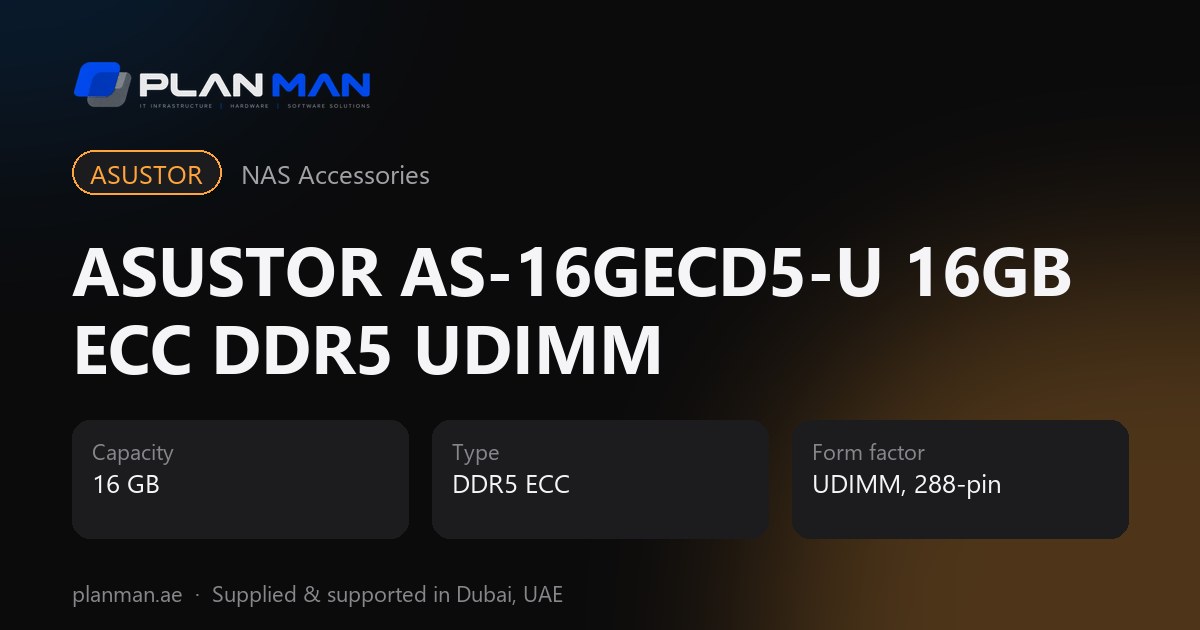 PLAN MAN
IT INFRASTRUCTURE | HARDWARE | SOFTWARE SOLUTIONS
ASUSTOR NAS Accessories
ASUSTOR AS-16GECD5-U 16GB
ECC DDR5 UDIMM
Capacity Type Form factor
16 GB DDR5 ECC UDIMM, 288-pin
planman.ae · Supplied & supported in Dubai, UAE